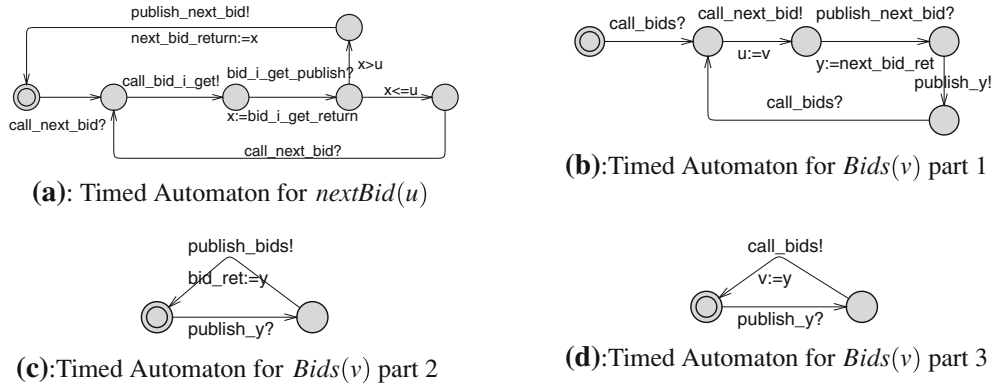 publish_next_bid!
next_bid_return:=x
call_bid_i_get!
bid_i_get_publish?
x>u
x<=u
call_next_bid?
x:=bid_i_get_return
call_next_bid?
(a): Timed Automaton for nextBid(u)
call_bids?
call_next_bid!
publish_next_bid?
u:=v
y:=next_bid_ret
publish_y!
call_bids?
(b):Timed Automaton for Bids(v) part 1
publish_bids!
bid_ret:=y
publish_y?
(c):Timed Automaton for Bids(v) part 2
call_bids!
v:=y
publish_y?
(d):Timed Automaton for Bids(v) part 3